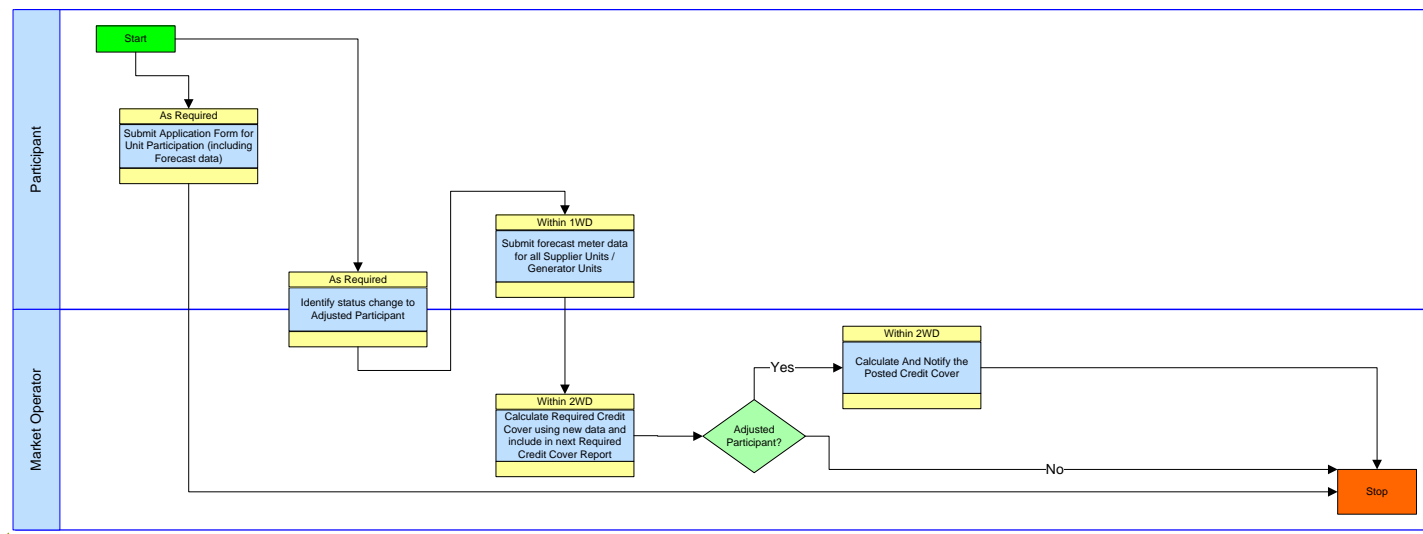 Participant
Start
As Required
Submit Application Form for
Unit Participation (including
Forecast data)
As Required
Identify status change to
Adjusted Participant
Within 1WD
Submit forecast meter data
for all Supplier Units /
Generator Units
Market Operator
Within 2WD
Calculate Required Credit
Cover using new data and
include in next Required
Credit Cover Report
Adjusted
Participant?
Yes
Within 2WD
Calculate And Notify the
Posted Credit Cover
No
Stop